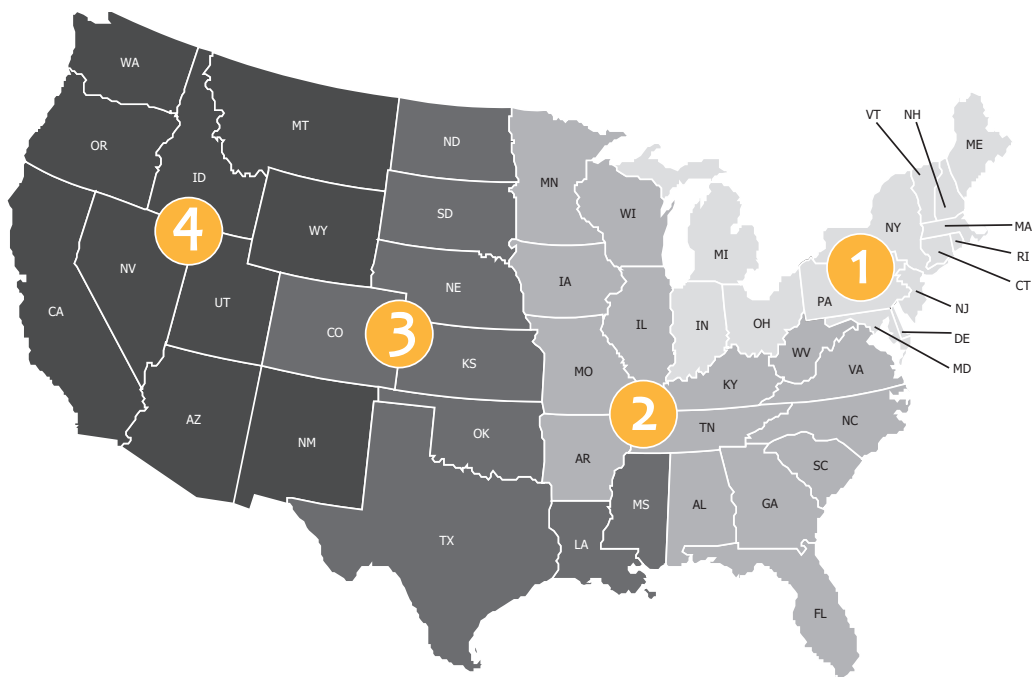 WA
VT
NH
MT
ND
ME
OR
MN
ID
SD
WI
NY
MA
4
WY
RI
MI
1
NV
IA
CT
NE
UT
PA
NJ
CA
IL
IN
OH
CO
3
DE
WV
KS
MO
VA
MD
KY
2
AZ
TN
NC
OK
NM
AR
SC
MS
AL
GA
TX
LA
FL